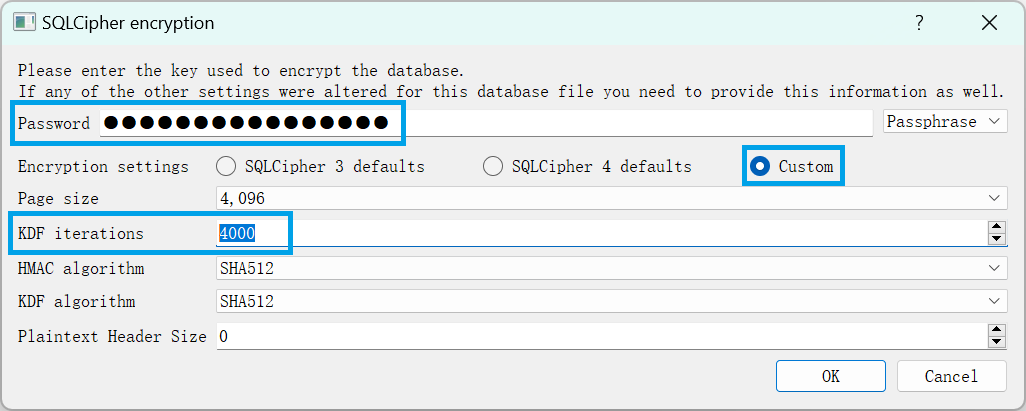 SQLCipher encryption ?
Please enter the key used to encrypt the database.
If any of the other settings were altered for this database file you need to provide this information as well.
Password ●●●●●●●●●●●●●●●● Passphrase
Encryption settings SQLCipher 3 defaults SQLCipher 4 defaults Custom
Page size 4,096
KDF iterations 4000
HMAC algorithm SHA512
KDF algorithm SHA512
Plaintext Header Size 0
OK Cancel